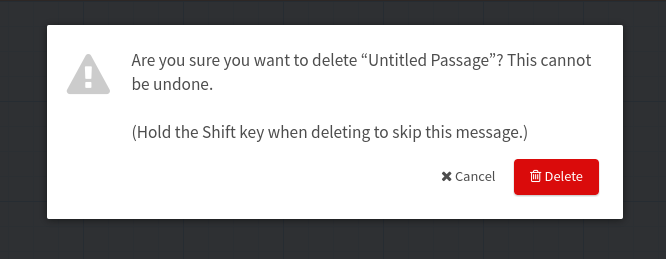 Are you sure you want to delete “Untitled Passage”? This cannot
be undone.
(Hold the Shift key when deleting to skip this message.)
Cancel
Delete